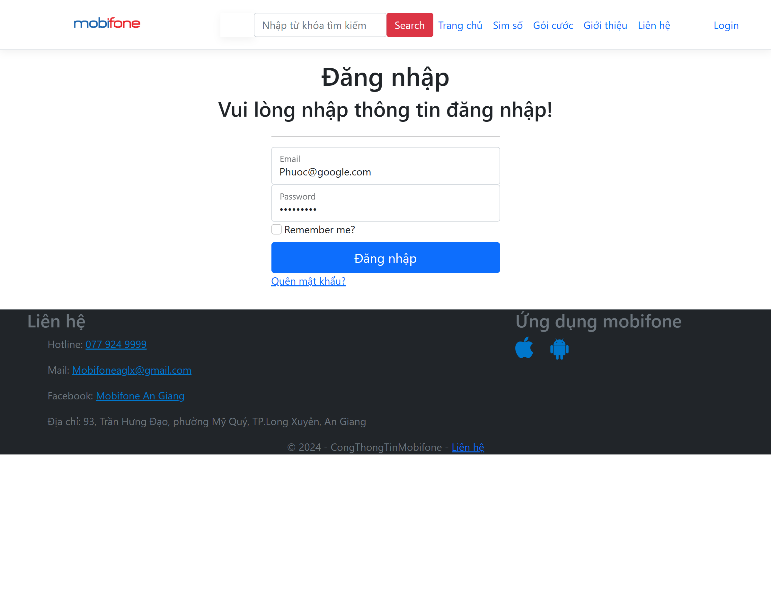 mobifone Nhập từ khóa tìm kiếm Search Trang chủ Sim số Gói cước Giới thiệu Liên hệ Login
Đăng nhập
Vui lòng nhập thông tin đăng nhập!
Email
Phuoc@google.com
Password
•••••••••
Remember me?
Đăng nhập
Quên mật khẩu?
Liên hệ
Hotline: 077 924 9999
Mail: Mobifoneaglx@gmail.com
Facebook: Mobifone An Giang
Địa chỉ: 93, Trần Hưng Đạo, phường Mỹ Quý, TP.Long Xuyên, An Giang
Ứng dụng mobifone
© 2024 - CongThongTinMobifone - Liên hệ